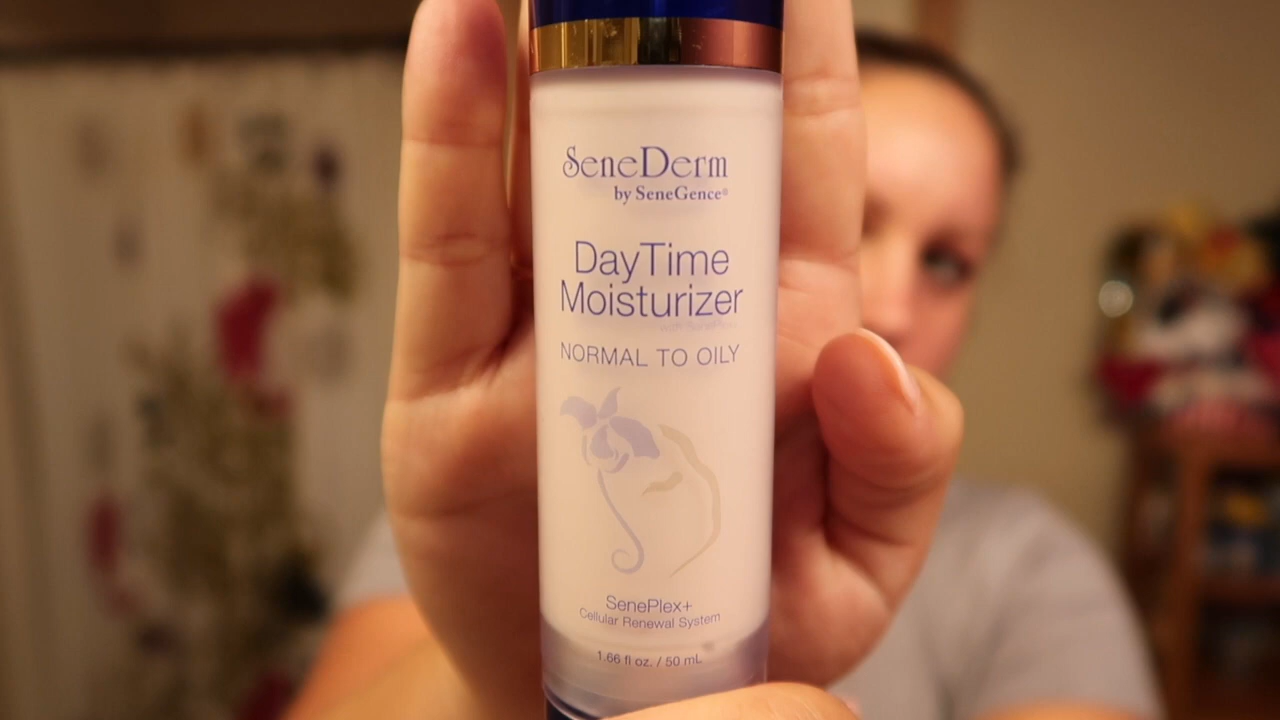 SeneDerm
by SeneGence®
DayTime
Moisturizer
NORMAL TO OILY
SenePlex+
Cellular Renewal System
1.66 fl oz. / 50 mL